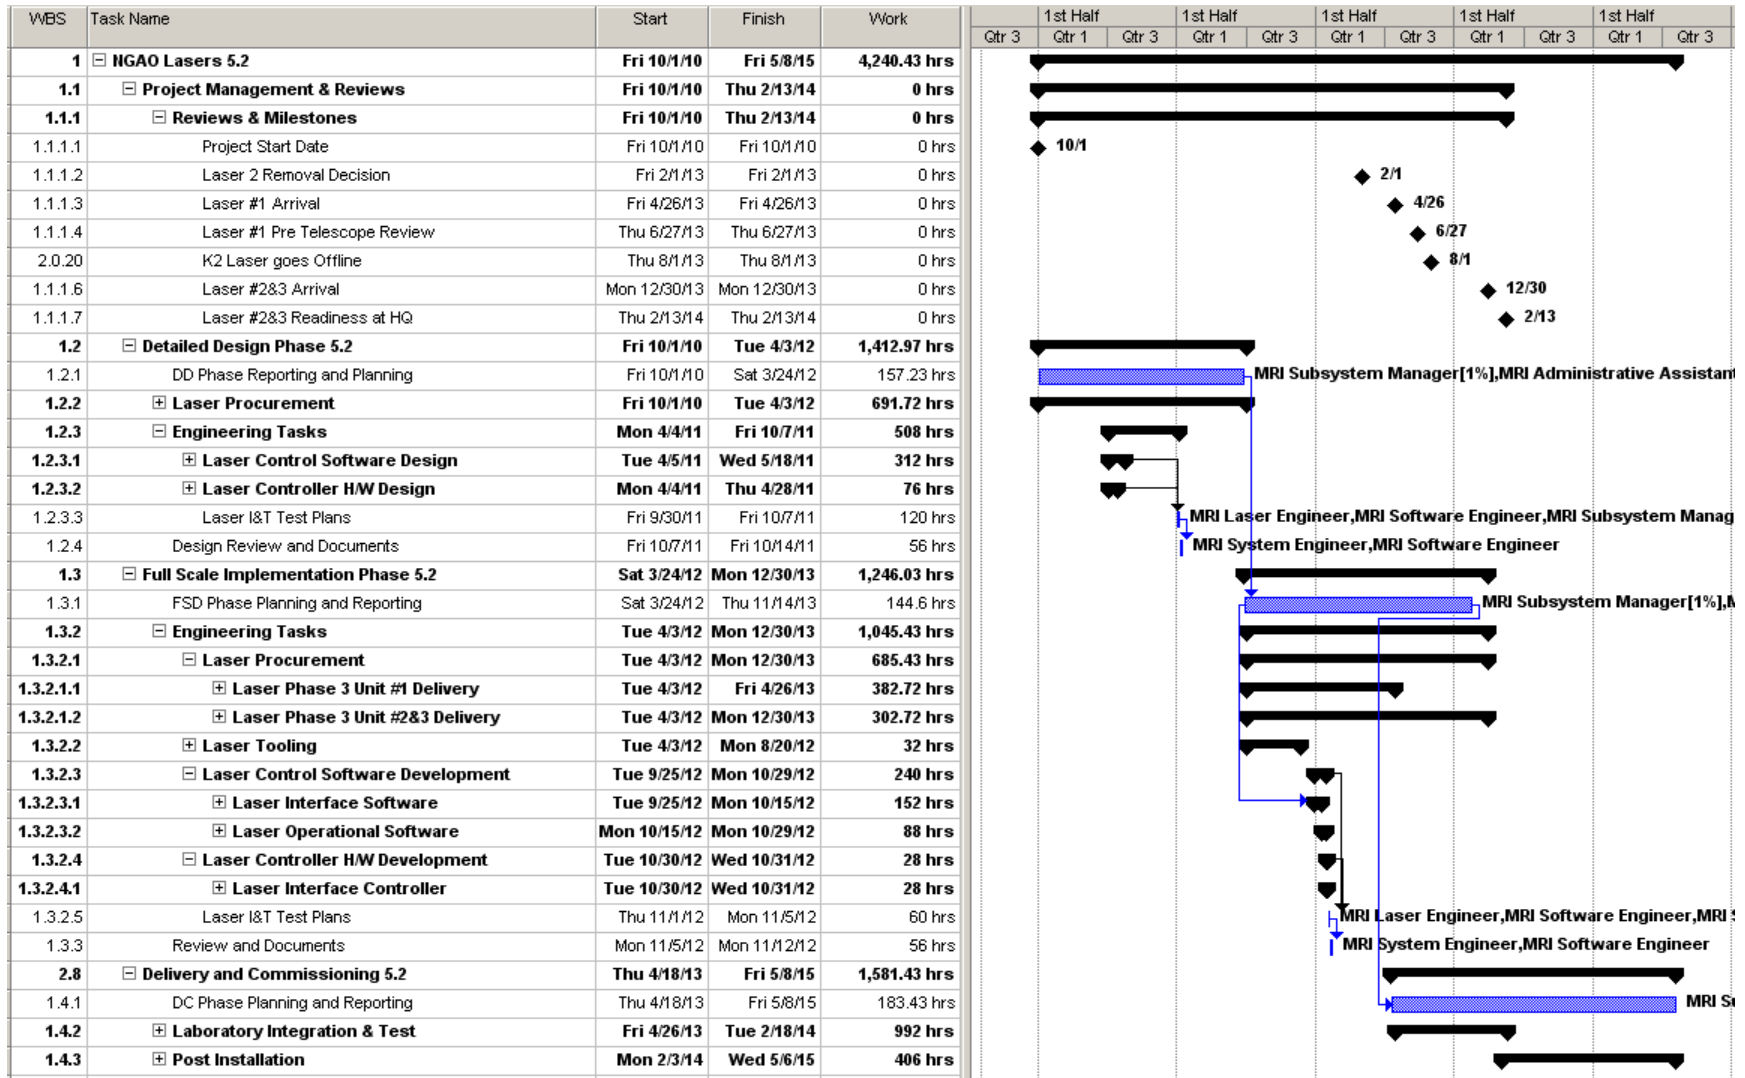 WBS Task Name Start Finish Work 1st Half 1st Half 1st Half 1st Half 1st Half
Qtr 3 Qtr 1 Qtr 3 Qtr 1 Qtr 3 Qtr 1 Qtr 3 Qtr 1 Qtr 3 Qtr 1 Qtr 3
1 NGAO Lasers 5.2 Fri 10/1/10 Fri 5/8/15 4,240.43 hrs
1.1 Project Management & Reviews Fri 10/1/10 Thu 2/13/14 0 hrs
1.1.1 Reviews & Milestones Fri 10/1/10 Thu 2/13/14 0 hrs
1.1.1.1 Project Start Date Fri 10/1/10 Fri 10/1/10 0 hrs 10/1
1.1.1.2 Laser 2 Removal Decision Fri 2/1/13 Fri 2/1/13 0 hrs 2/1
1.1.1.3 Laser #1 Arrival Fri 4/26/13 Fri 4/26/13 0 hrs 4/26
1.1.1.4 Laser #1 Pre Telescope Review Thu 6/27/13 Thu 6/27/13 0 hrs 6/27
2.0.20 K2 Laser goes Offline Thu 8/1/13 Thu 8/1/13 0 hrs 8/1
1.1.1.6 Laser #2&3 Arrival Mon 12/30/13 Mon 12/30/13 0 hrs 12/30
1.1.1.7 Laser #2&3 Readiness at HQ Thu 2/13/14 Thu 2/13/14 0 hrs 2/13
1.2 Detailed Design Phase 5.2 Fri 10/1/10 Tue 4/3/12 1,412.97 hrs
1.2.1 DD Phase Reporting and Planning Fri 10/1/10 Sat 3/24/12 157.23 hrs MRI Subsystem Manager[1%],MRI Administrative Assistant
1.2.2 Laser Procurement Fri 10/1/10 Tue 4/3/12 691.72 hrs
1.2.3 Engineering Tasks Mon 4/4/11 Fri 10/7/11 508 hrs
1.2.3.1 Laser Control Software Design Tue 4/5/11 Wed 5/18/11 312 hrs
1.2.3.2 Laser Controller H/W Design Mon 4/4/11 Thu 4/28/11 76 hrs
1.2.3.3 Laser I&T Test Plans Fri 9/30/11 Fri 10/7/11 120 hrs MRI Laser Engineer,MRI Software Engineer,MRI Subsystem Manag
1.2.4 Design Review and Documents Fri 10/7/11 Fri 10/14/11 56 hrs MRI System Engineer,MRI Software Engineer
1.3 Full Scale Implementation Phase 5.2 Sat 3/24/12 Mon 12/30/13 1,246.03 hrs
1.3.1 FSD Phase Planning and Reporting Sat 3/24/12 Thu 11/14/13 144.6 hrs MRI Subsystem Manager[1%],M
1.3.2 Engineering Tasks Tue 4/3/12 Mon 12/30/13 1,045.43 hrs
1.3.2.1 Laser Procurement Tue 4/3/12 Mon 12/30/13 685.43 hrs
1.3.2.1.1 Laser Phase 3 Unit #1 Delivery Tue 4/3/12 Fri 4/26/13 382.72 hrs
1.3.2.1.2 Laser Phase 3 Unit #2&3 Delivery Tue 4/3/12 Mon 12/30/13 302.72 hrs
1.3.2.2 Laser Tooling Tue 4/3/12 Mon 8/20/12 32 hrs
1.3.2.3 Laser Control Software Development Tue 9/25/12 Mon 10/29/12 240 hrs
1.3.2.3.1 Laser Interface Software Tue 9/25/12 Mon 10/15/12 152 hrs
1.3.2.3.2 Laser Operational Software Mon 10/15/12 Mon 10/29/12 88 hrs
1.3.2.4 Laser Controller H/W Development Tue 10/30/12 Wed 10/31/12 28 hrs
1.3.2.4.1 Laser Interface Controller Tue 10/30/12 Wed 10/31/12 28 hrs
1.3.2.5 Laser I&T Test Plans Thu 11/1/12 Mon 11/5/12 60 hrs MRI Laser Engineer,MRI Software Engineer,MRI
1.3.3 Review and Documents Mon 11/5/12 Mon 11/12/12 56 hrs MRI System Engineer,MRI Software Engineer
2.8 Delivery and Commissioning 5.2 Thu 4/18/13 Fri 5/8/15 1,581.43 hrs
1.4.1 DC Phase Planning and Reporting Thu 4/18/13 Fri 5/8/15 183.43 hrs MRI
1.4.2 Laboratory Integration & Test Fri 4/26/13 Tue 2/18/14 992 hrs
1.4.3 Post Installation Mon 2/3/14 Wed 5/6/15 406 hrs